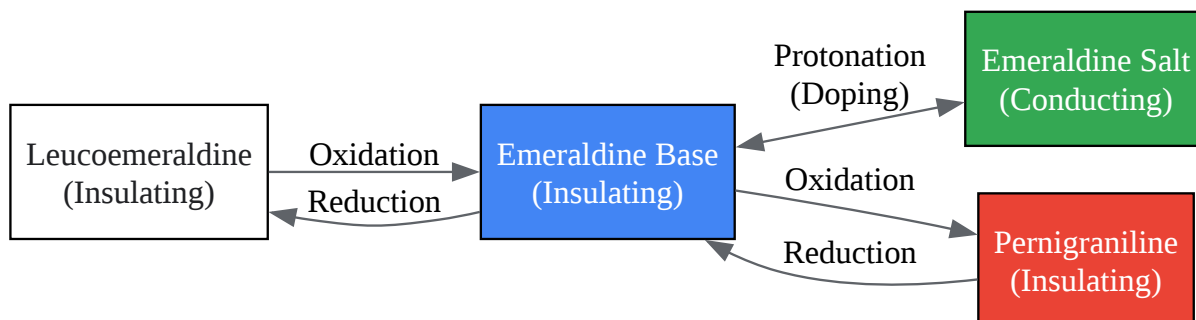 Leucoemeraldine
(Insulating)
Oxidation
Reduction
Emeraldine Base
(Insulating)
Protonation
(Doping)
Oxidation
Reduction
Emeraldine Salt
(Conducting)
Pernigraniline
(Insulating)